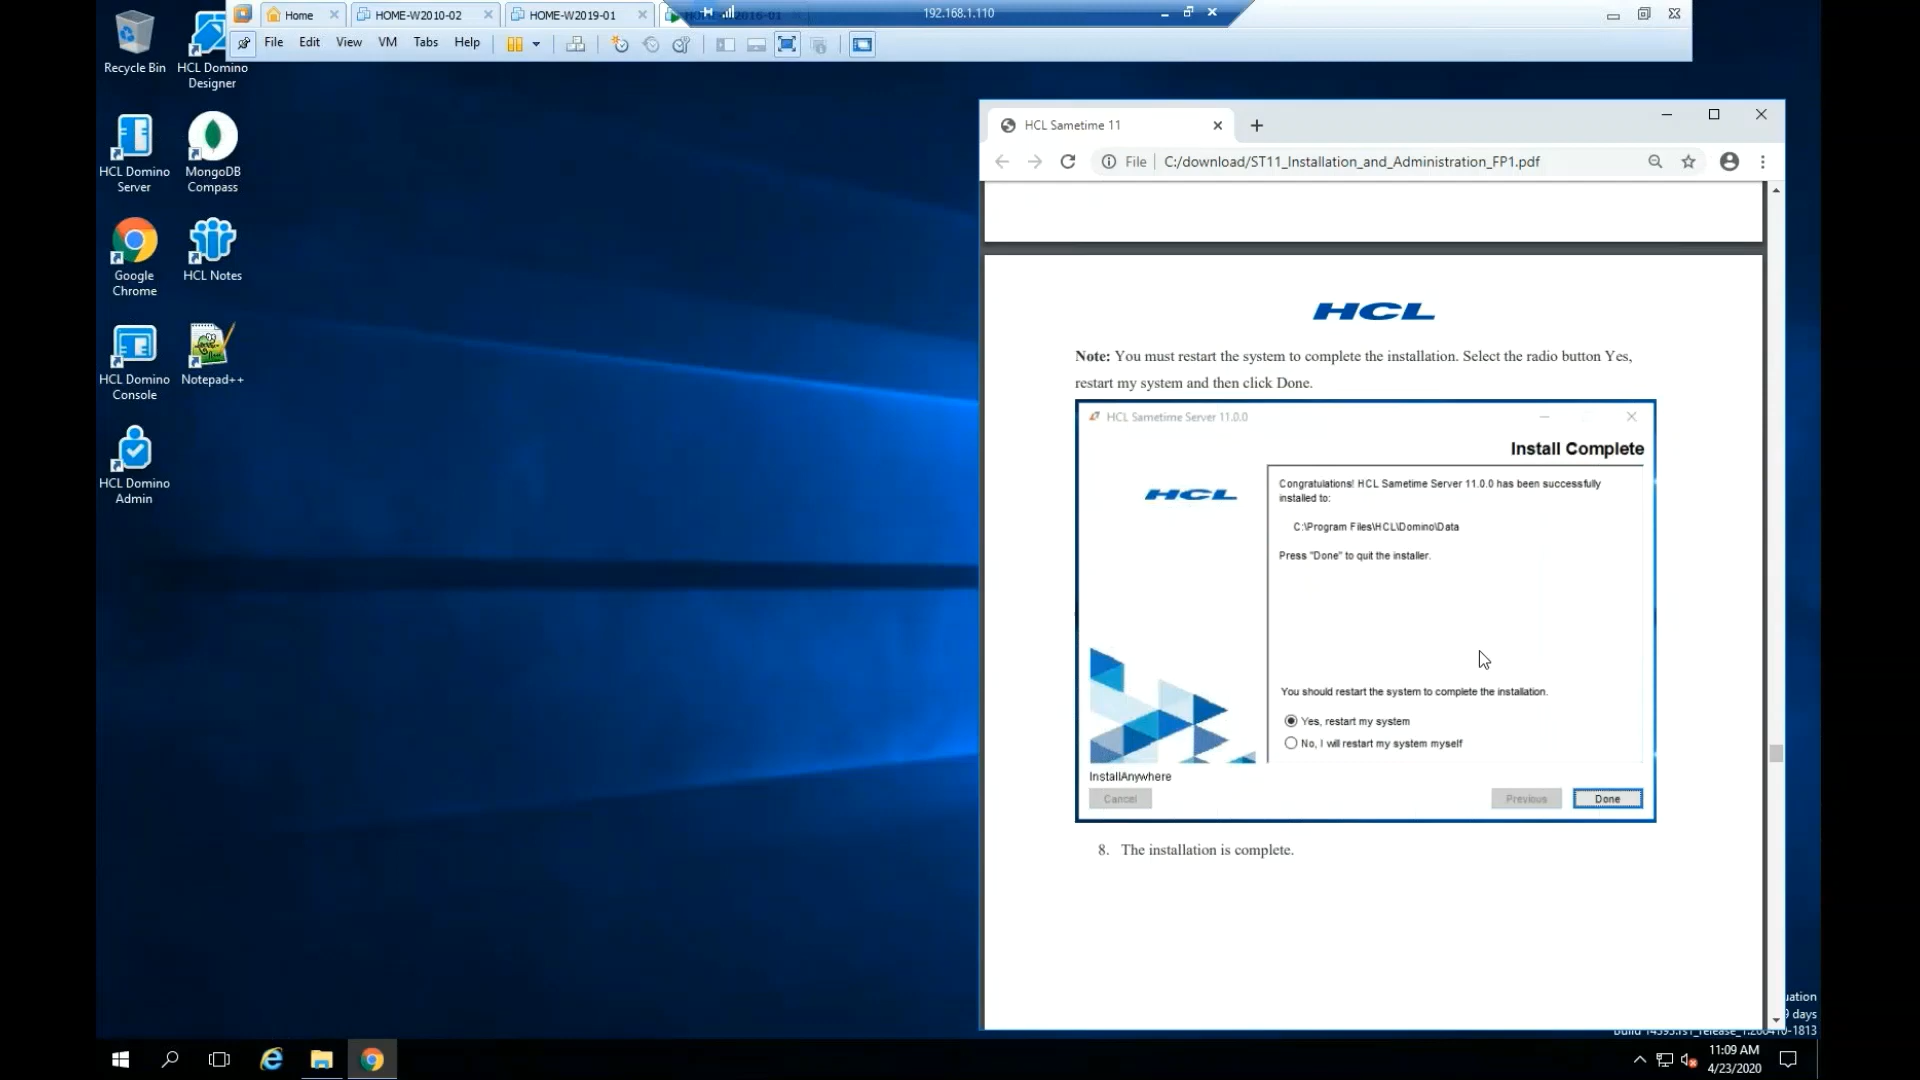 Home
HOME-W2010-02
HOME-W2019-01
192.168.1.110
File Edit View VM Tabs Help
Recycle Bin
HCL Domino
Designer
HCL Domino
Server
MongoDB
Compass
Google
Chrome
HCL Notes
HCL Domino
Console
Notepad++
HCL Domino
Admin
HCL Sametime 11
File C:/download/ST11_Installation_and_Administration_FP1.pdf
HCL
Note: You must restart the system to complete the installation. Select the radio button Yes,
restart my system and then click Done.
HCL Sametime Server 11.0.0
Install Complete
HCL
Congratulations! HCL Sametime Server 11.0.0 has been successfully
installed to:
C:\Program Files\HCL\Domino\Data
Press "Done" to quit the installer.
You should restart the system to complete the installation.
Yes, restart my system
No, I will restart my system myself
InstallAnywhere
Cancel
Previous
Done
8. The installation is complete.
days
11:09 AM
4/23/2020